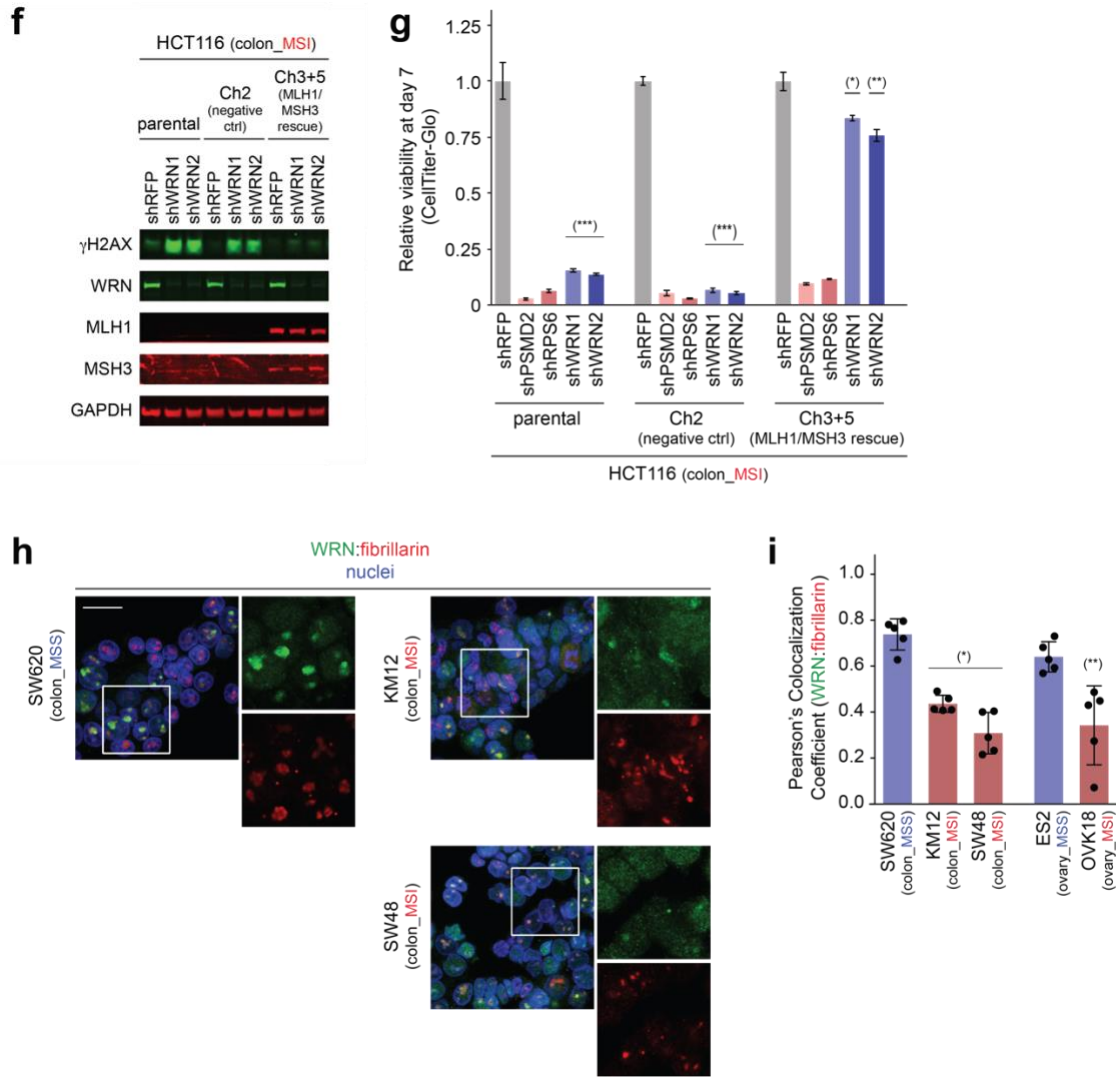 f
HCT116 (colon_MSI)
parental
Ch2
(negative
ctrl)
Ch3+5
(MLH1/
MSH3
rescue)
shRFP
shWRN1
shWRN2
shRFP
shWRN1
shWRN2
shRFP
shWRN1
shWRN2
γH2AX
WRN
MLH1
MSH3
GAPDH
g
Relative viability at day 7
(CellTiter-Glo)
1.25
1.0
0.75
0.5
0.25
0
(***)
(***)
(*)
(**)
shRFP
shPSMD2
shRPS6
shWRN1
shWRN2
shRFP
shPSMD2
shRPS6
shWRN1
shWRN2
shRFP
shPSMD2
shRPS6
shWRN1
shWRN2
parental
Ch2
(negative ctrl)
Ch3+5
(MLH1/MSH3 rescue)
HCT116 (colon_MSI)
h
WRN:fibrillarin
nuclei
SW620
(colon_MSS)
KM12
(colon_MSI)
SW48
(colon_MSI)
i
Pearson's Colocalization
Coefficient (WRN:fibrillarin)
1.0
0.8
0.6
0.4
0.2
0.0
(*)
(**)
SW620
(colon_MSS)
KM12
(colon_MSI)
SW48
(colon_MSI)
ES2
(ovary_MSS)
OVK18
(ovary_MSI)